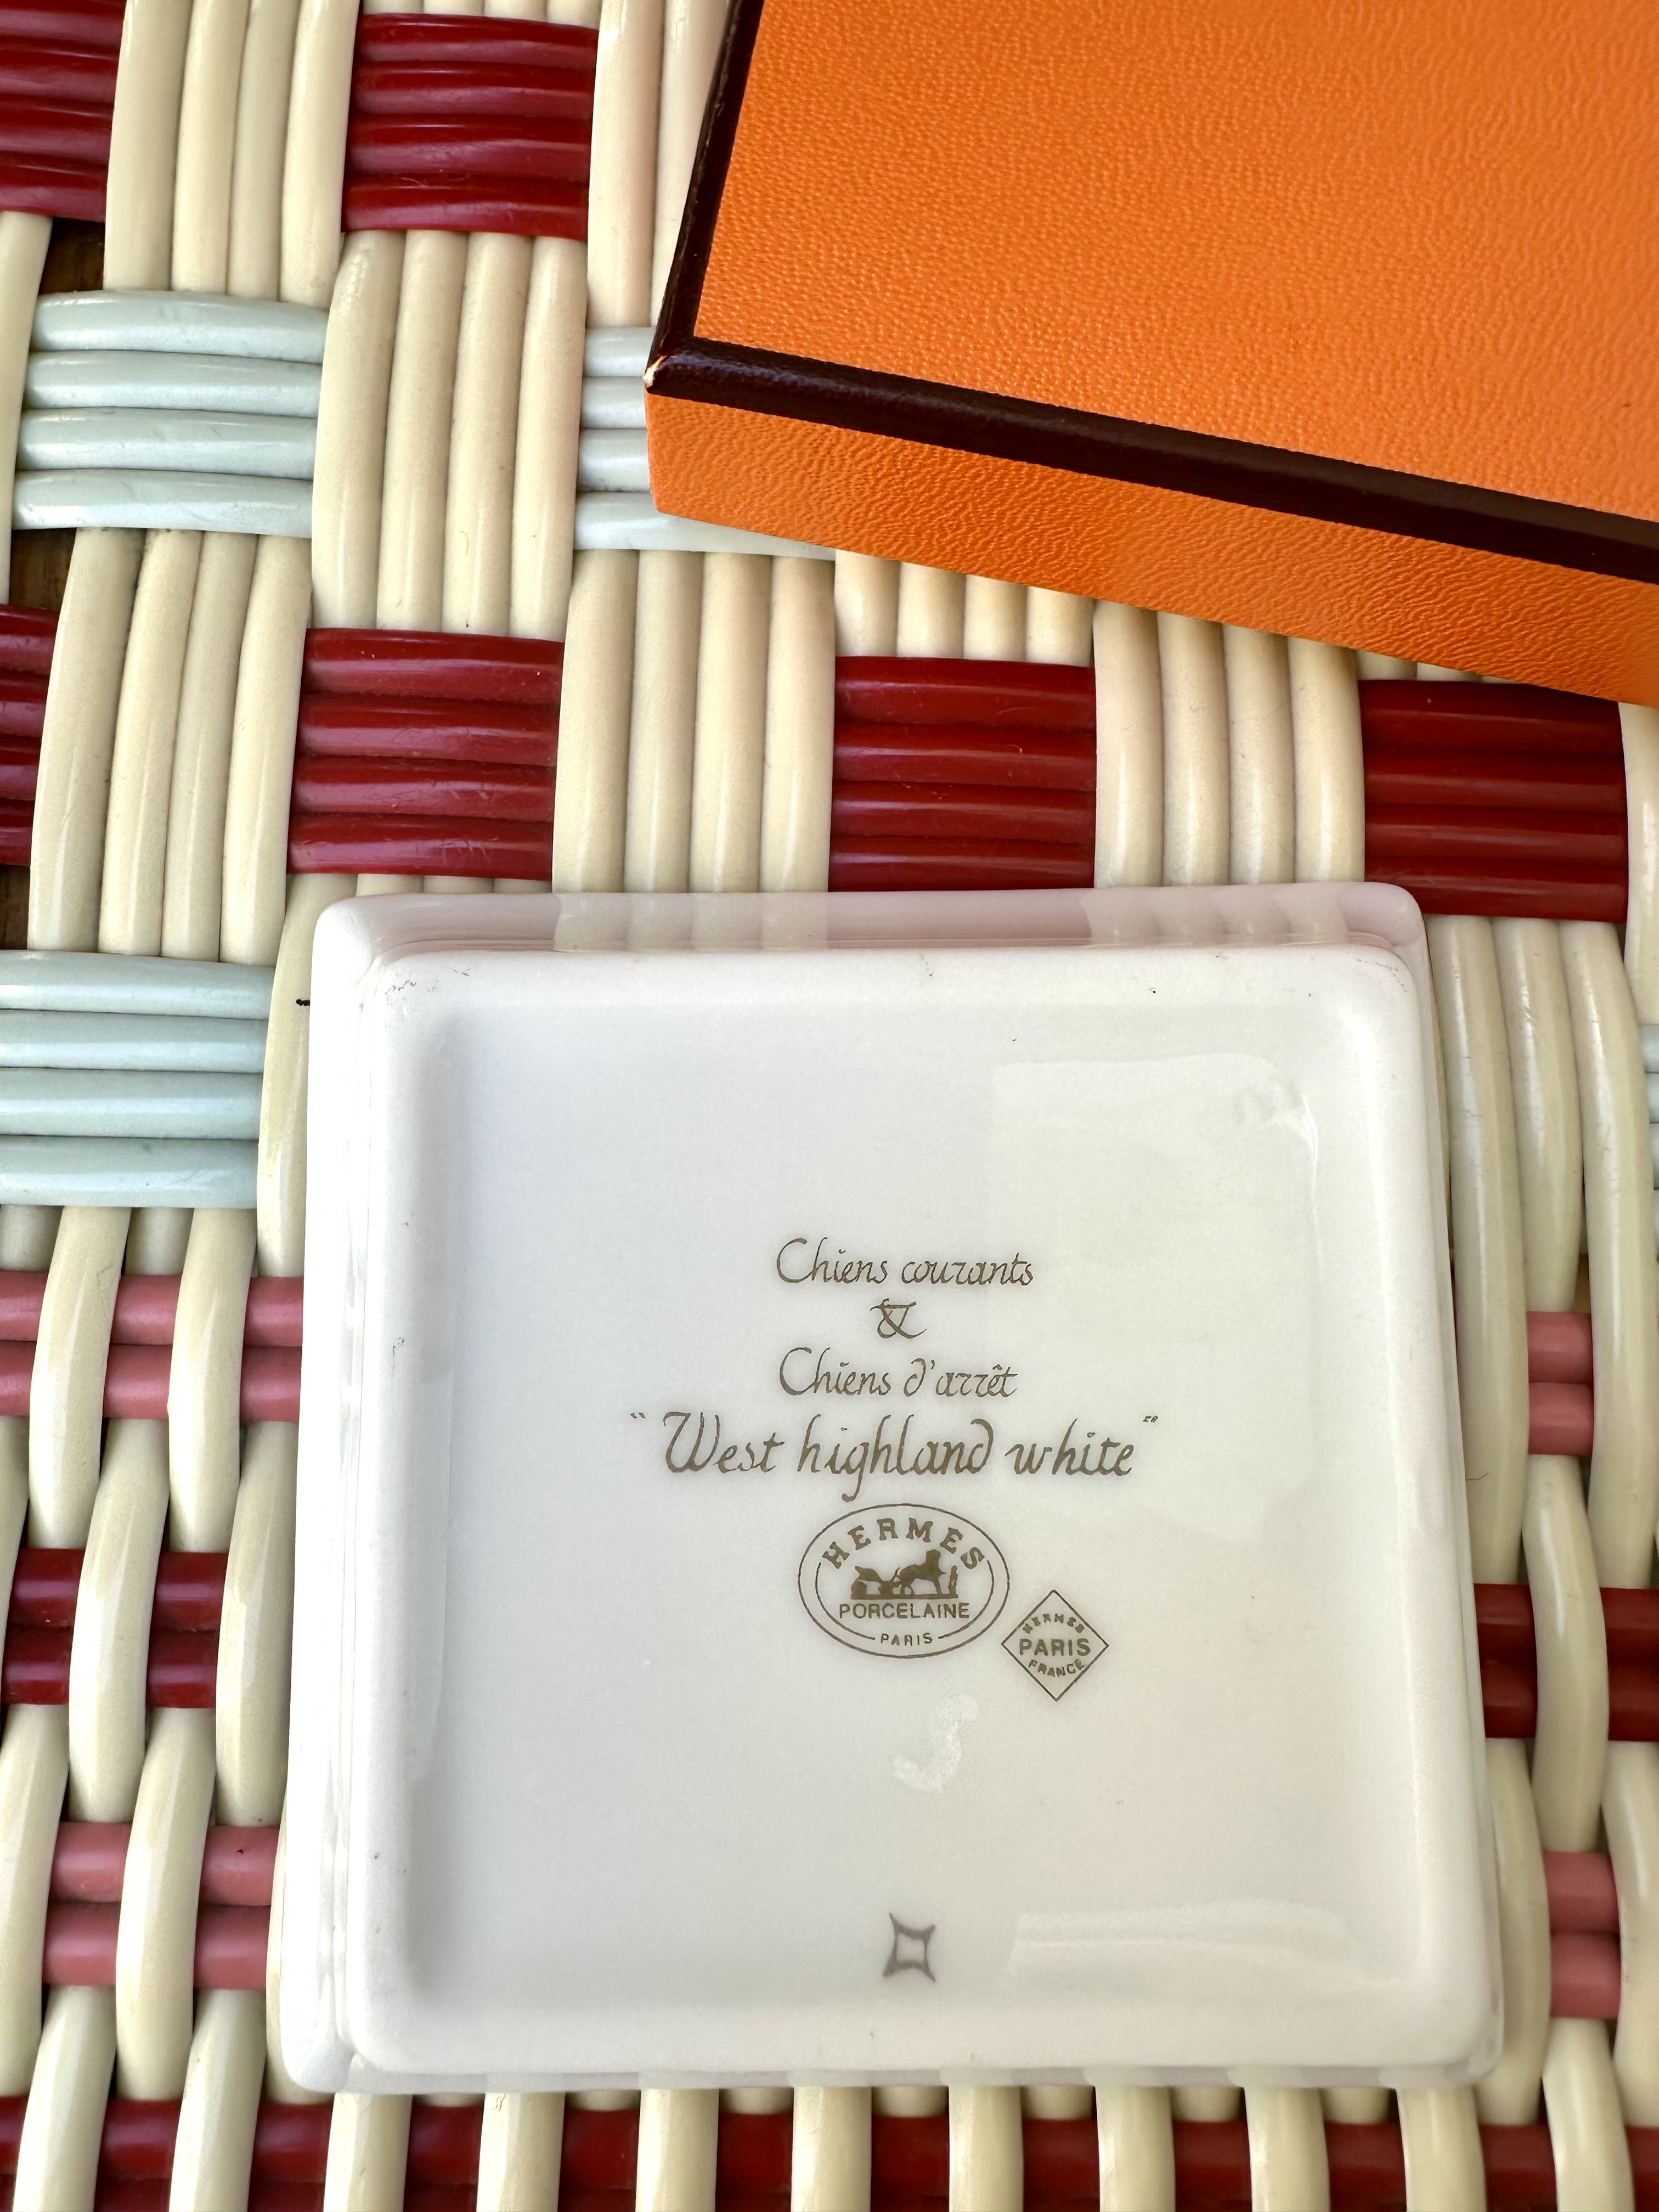 Chiens courants
&
Chiens d'arrêt
"West highland white"
HERMES
PORCELAINE
PARIS
HERMES
PARIS
FRANCE